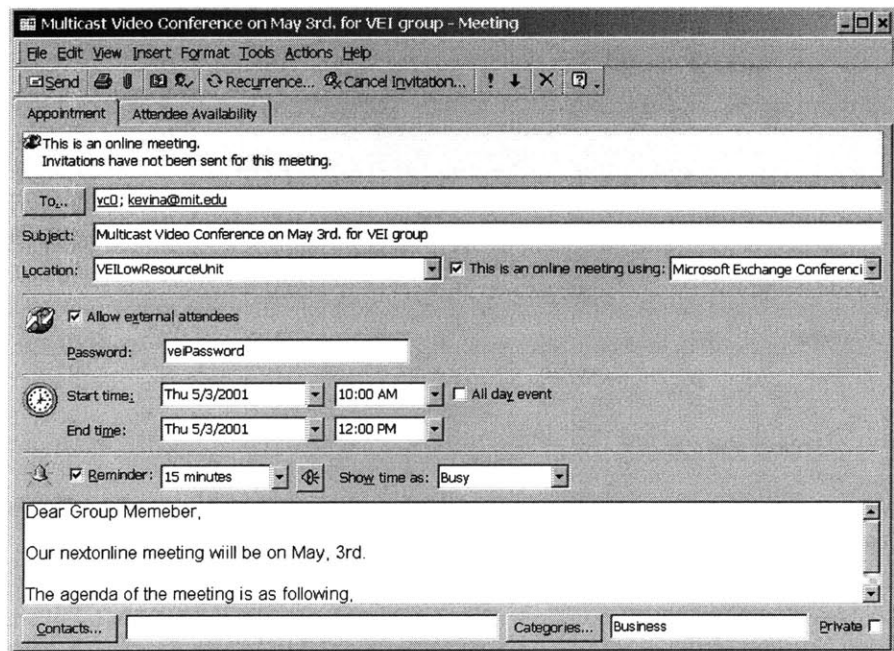 Multicast Video Conference on May 3rd. for VEI group - Meeting
File Edit View Insert Format Tools Actions Help
Send Recurrence... Cancel Invitation...
Appointment Attendee Availability
This is an online meeting.
Invitations have not been sent for this meeting.
To... vc0; kevina@mit.edu
Subject: Multicast Video Conference on May 3rd. for VEI group
Location: VEILowResourceUnit This is an online meeting using: Microsoft Exchange Conferenci
Allow external attendees
Password: veiPassword
Start time: Thu 5/3/2001 10:00 AM All day event
End time: Thu 5/3/2001 12:00 PM
Reminder: 15 minutes Show time as: Busy
Dear Group Memeber,
Our nextonline meeting wiill be on May, 3rd.
The agenda of the meeting is as following,
Contacts... Categories... Business Private